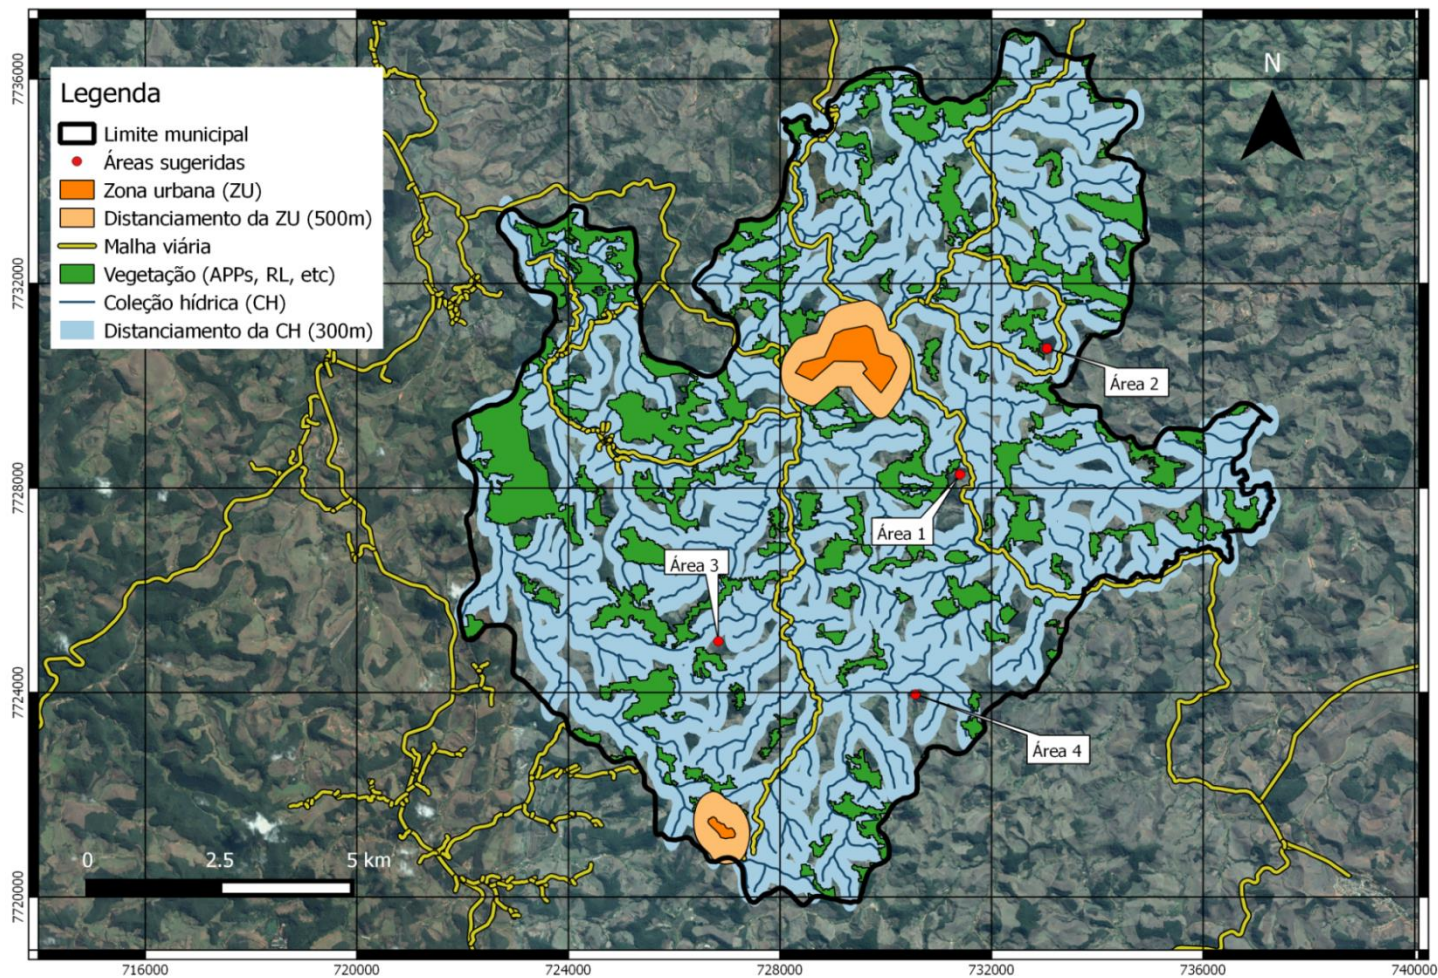 Legenda
Limite municipal
Áreas sugeridas
Zona urbana (ZU)
Distanciamento da ZU (500m)
Malha viária
Vegetação (APPs, RL, etc)
Coleção hídrica (CH)
Distanciamento da CH (300m)
N
Área 2
Área 1
Área 3
Área 4
0 2.5 5 km
7736000
7732000
7728000
7724000
7720000
716000 720000 724000 728000 732000 736000 740000